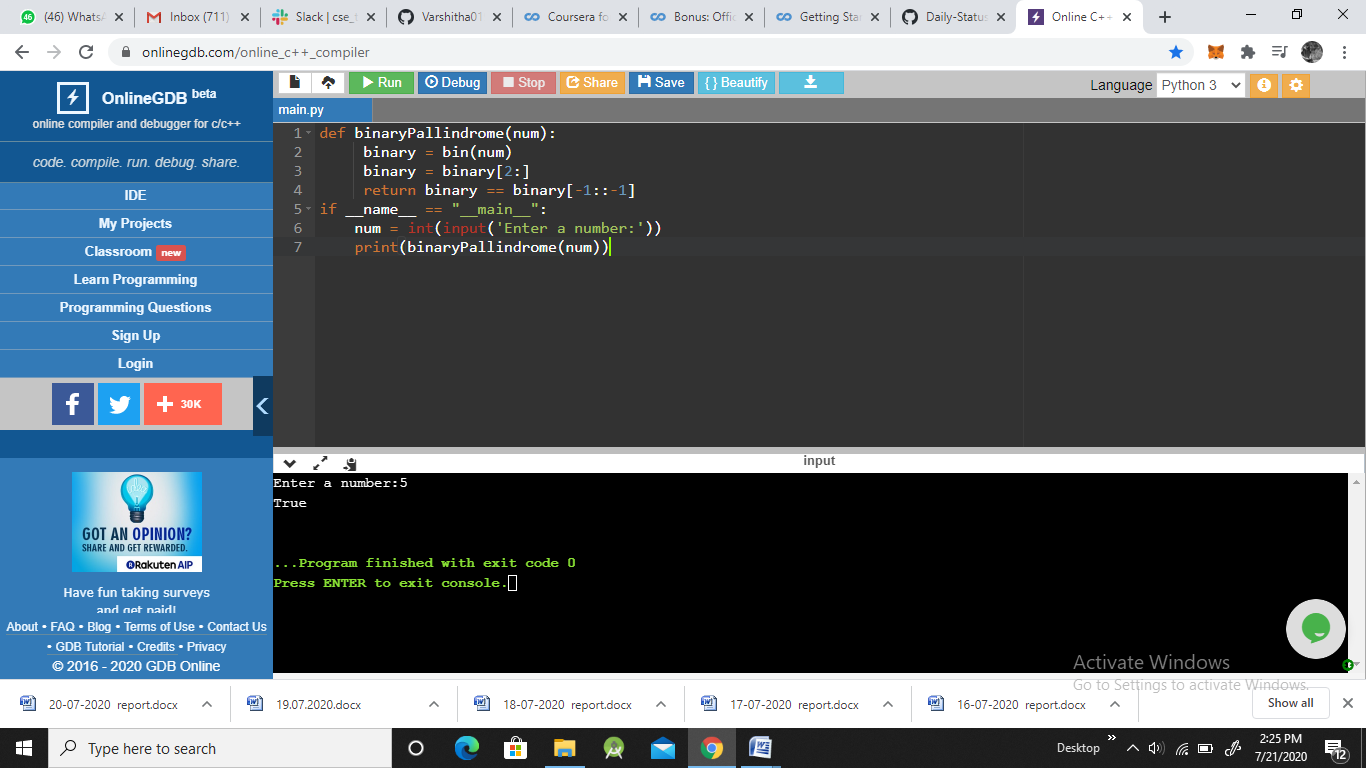 (46) WhatsA
Inbox (711)
Slack | cse_t
Varshitha01
Coursera fo
Bonus: Offic
Getting Star
Daily-Status
Online C++
onlinegdb.com/online_c++_compiler
OnlineGDB beta
online compiler and debugger for c/c++
code. compile. run. debug. share.
IDE
My Projects
Classroom new
Learn Programming
Programming Questions
Sign Up
Login
30K
GOT AN OPINION?
SHARE AND GET REWARDED.
Rakuten AIP
Have fun taking surveys
and get paid!
About • FAQ • Blog • Terms of Use • Contact Us
• GDB Tutorial • Credits • Privacy
© 2016 - 2020 GDB Online
Run Debug Stop Share Save { } Beautify
Language Python 3
main.py
1 def binaryPallindrome(num):
2 binary = bin(num)
3 binary = binary[2:]
4 return binary == binary[-1::-1]
5 if __name__ == "__main__":
6 num = int(input('Enter a number:'))
7 print(binaryPallindrome(num))
input
Enter a number:5
True
...Program finished with exit code 0
Press ENTER to exit console.
Activate Windows
Go to Settings to activate Windows.
20-07-2020 report.docx
19.07.2020.docx
18-07-2020 report.docx
17-07-2020 report.docx
16-07-2020 report.docx
Show all
Type here to search
Desktop
2:25 PM
7/21/2020
12